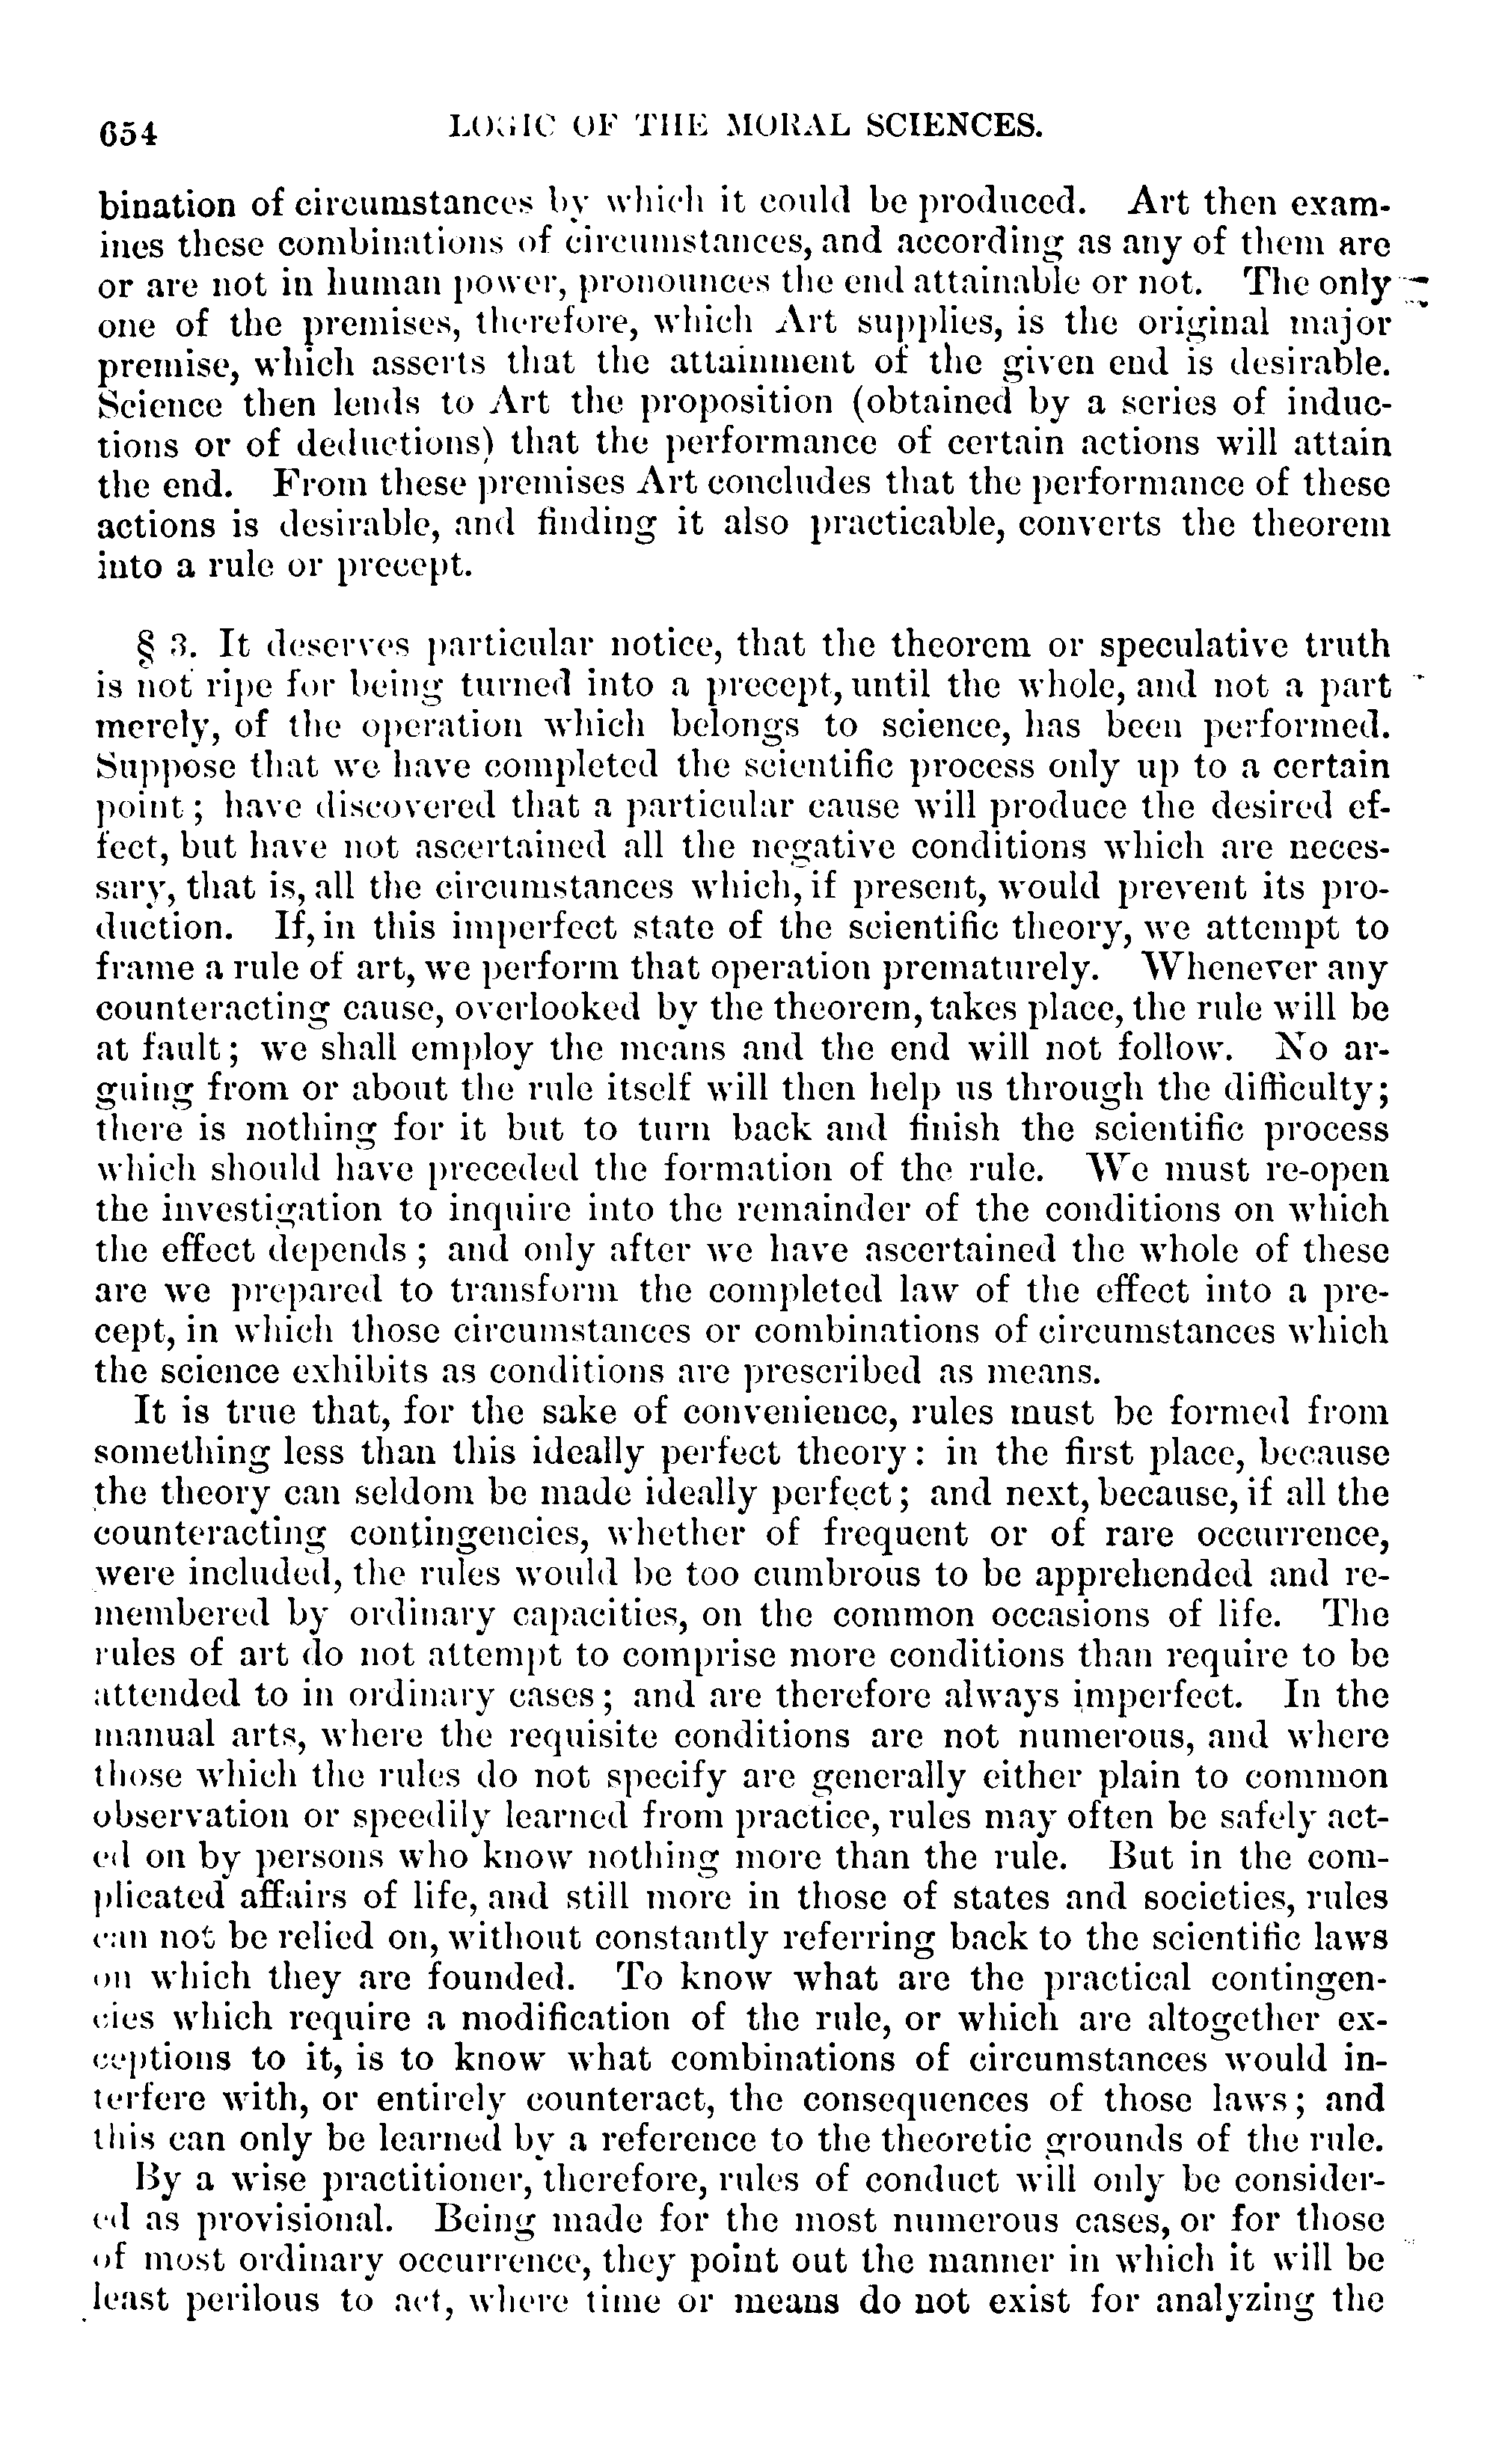 654
LOGIC OF THE MORAL SCIENCES.
bination of circumstances by which it could be produced. Art then exam-
ines these combinations of circumstances, and according as any of them are
or are not in human power, pronounces the end attainable or not. The only
one of the premises, therefore, which Art supplies, is the original major
premise, which asserts that the attainment of the given end is desirable.
Science then lends to Art the proposition (obtained by a series of induc-
tions or of deductions) that the performance of certain actions will attain
the end. From these premises Art concludes that the performance of these
actions is desirable, and finding it also practicable, converts the theorem
into a rule or precept.
§ 3. It deserves particular notice, that the theorem or speculative truth
is not ripe for being turned into a precept, until the whole, and not a part
merely, of the operation which belongs to science, has been performed.
Suppose that we have completed the scientific process only up to a certain
point; have discovered that a particular cause will produce the desired ef-
fect, but have not ascertained all the negative conditions which are neces-
sary, that is, all the circumstances which, if present, would prevent its pro-
duction. If, in this imperfect state of the scientific theory, we attempt to
frame a rule of art, we perform that operation prematurely. Whenever any
counteracting cause, overlooked by the theorem, takes place, the rule will be
at fault; we shall employ the means and the end will not follow. No ar-
guing from or about the rule itself will then help us through the difficulty;
there is nothing for it but to turn back and finish the scientific process
which should have preceded the formation of the rule. We must re-open
the investigation to inquire into the remainder of the conditions on which
the effect depends; and only after we have ascertained the whole of these
are we prepared to transform the completed law of the effect into a pre-
cept, in which those circumstances or combinations of circumstances which
the science exhibits as conditions are prescribed as means.
It is true that, for the sake of convenience, rules must be formed from
something less than this ideally perfect theory: in the first place, because
the theory can seldom be made ideally perfect; and next, because, if all the
counteracting contingencies, whether of frequent or of rare occurrence,
were included, the rules would be too cumbrous to be apprehended and re-
membered by ordinary capacities, on the common occasions of life. The
rules of art do not attempt to comprise more conditions than require to be
attended to in ordinary cases; and are therefore always imperfect. In the
manual arts, where the requisite conditions are not numerous, and where
those which the rules do not specify are generally either plain to common
observation or speedily learned from practice, rules may often be safely act-
ed on by persons who know nothing more than the rule. But in the com-
plicated affairs of life, and still more in those of states and societies, rules
can not be relied on, without constantly referring back to the scientific laws
on which they are founded. To know what are the practical contingen-
cies which require a modification of the rule, or which are altogether ex-
ceptions to it, is to know what combinations of circumstances would in-
terfere with, or entirely counteract, the consequences of those laws; and
this can only be learned by a reference to the theoretic grounds of the rule.
By a wise practitioner, therefore, rules of conduct will only be consider-
ed as provisional. Being made for the most numerous cases, or for those
of most ordinary occurrence, they point out the manner in which it will be
least perilous to act, where time or means do not exist for analyzing the